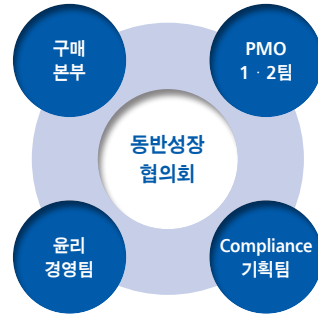 구매
본부
PMO
1 · 2팀
동반성장
협의회
윤리
경영팀
Compliance
기획팀